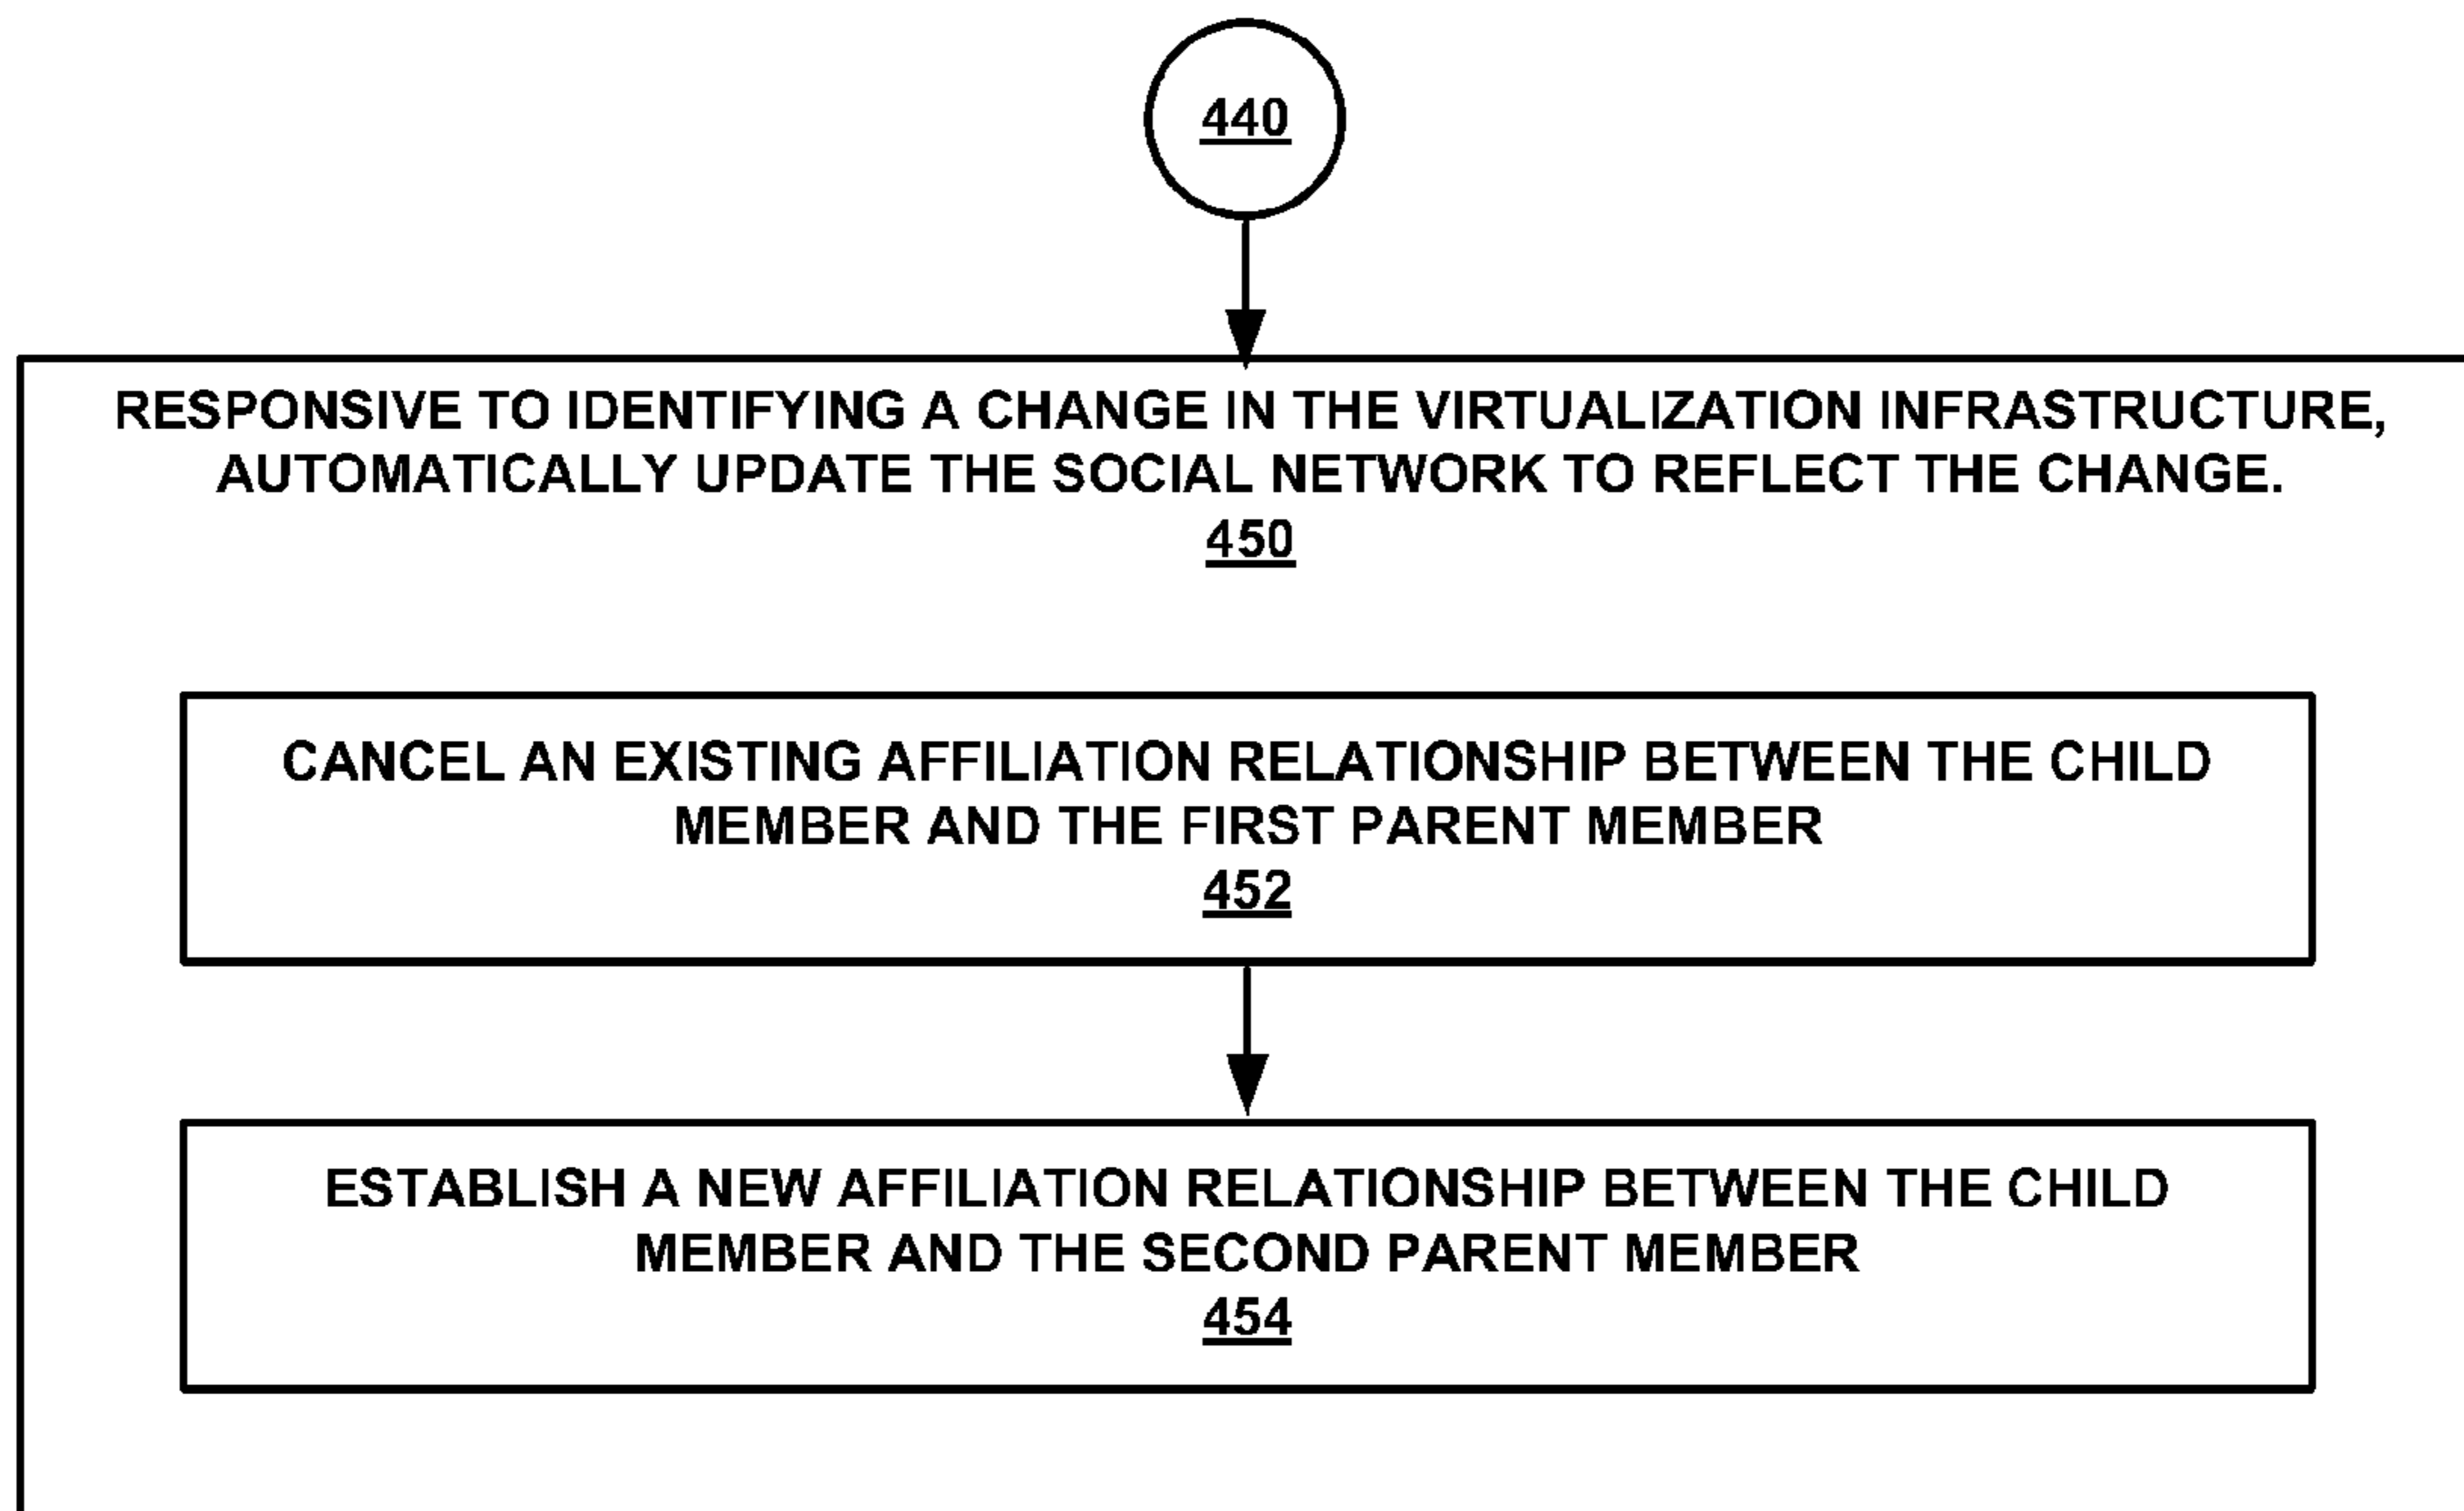 440
RESPONSIVE TO IDENTIFYING A CHANGE IN THE VIRTUALIZATION INFRASTRUCTURE,
AUTOMATICALLY UPDATE THE SOCIAL NETWORK TO REFLECT THE CHANGE.
450
CANCEL AN EXISTING AFFILIATION RELATIONSHIP BETWEEN THE CHILD
MEMBER AND THE FIRST PARENT MEMBER
452
ESTABLISH A NEW AFFILIATION RELATIONSHIP BETWEEN THE CHILD
MEMBER AND THE SECOND PARENT MEMBER
454